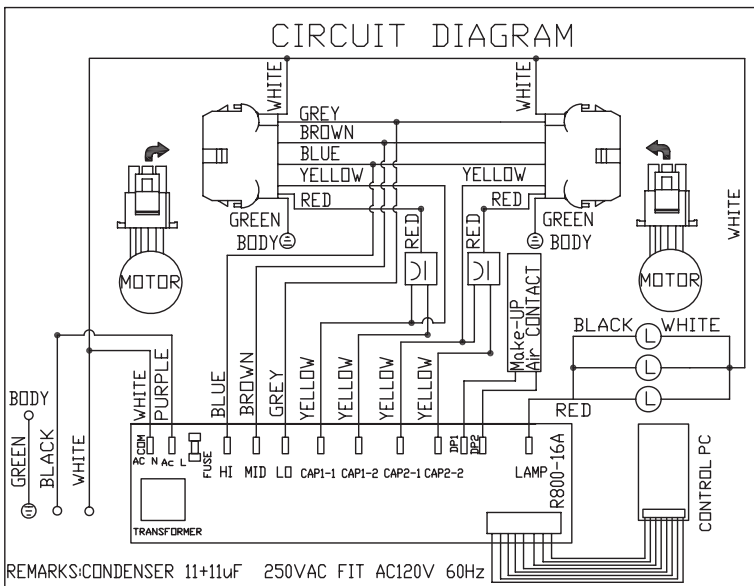 CIRCUIT DIAGRAM
WHITE
WHITE
GREY
BROWN
BLUE
YELLOW
YELLOW
RED
RED
GREEN
BODY
GREEN
BODY
RED
RED
MOTOR
MOTOR
WHITE
Make-UP
Air CONTACT
BLACK
WHITE
L
L
L
RED
WHITE
PURPLE
BLUE
BROWN
GREY
YELLOW
YELLOW
YELLOW
YELLOW
BODY
GREEN
BLACK
WHITE
COM
AC N
Ac L
FUSE
HI
MID
LO
CAP1-1
CAP1-2
CAP2-1
CAP2-2
DP1
DP2
LAMP
R800-16A
CONTROL PC
TRANSFORMER
REMARKS:CONDENSER 11+11uF 250VAC FIT AC120V 60Hz